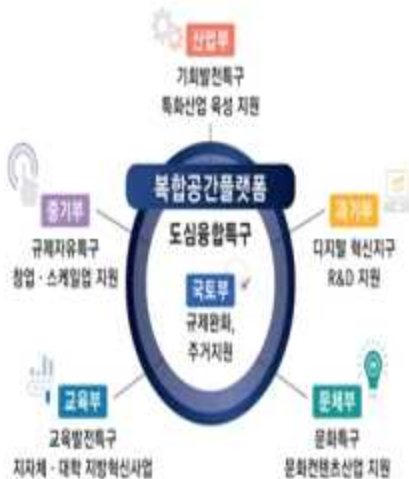 산업부
기회발전특구
특화산업 육성 지원
복합공간플랫폼
도심융합특구
국토부
규제완화,
주거지원
중기부
규제자유특구
창업·스케일업 지원
과기부
디지털 혁신지구
R&D 지원
교육부
교육발전특구
지자체·대학 지방혁신사업
문체부
문화특구
문화컨텐츠산업 지원